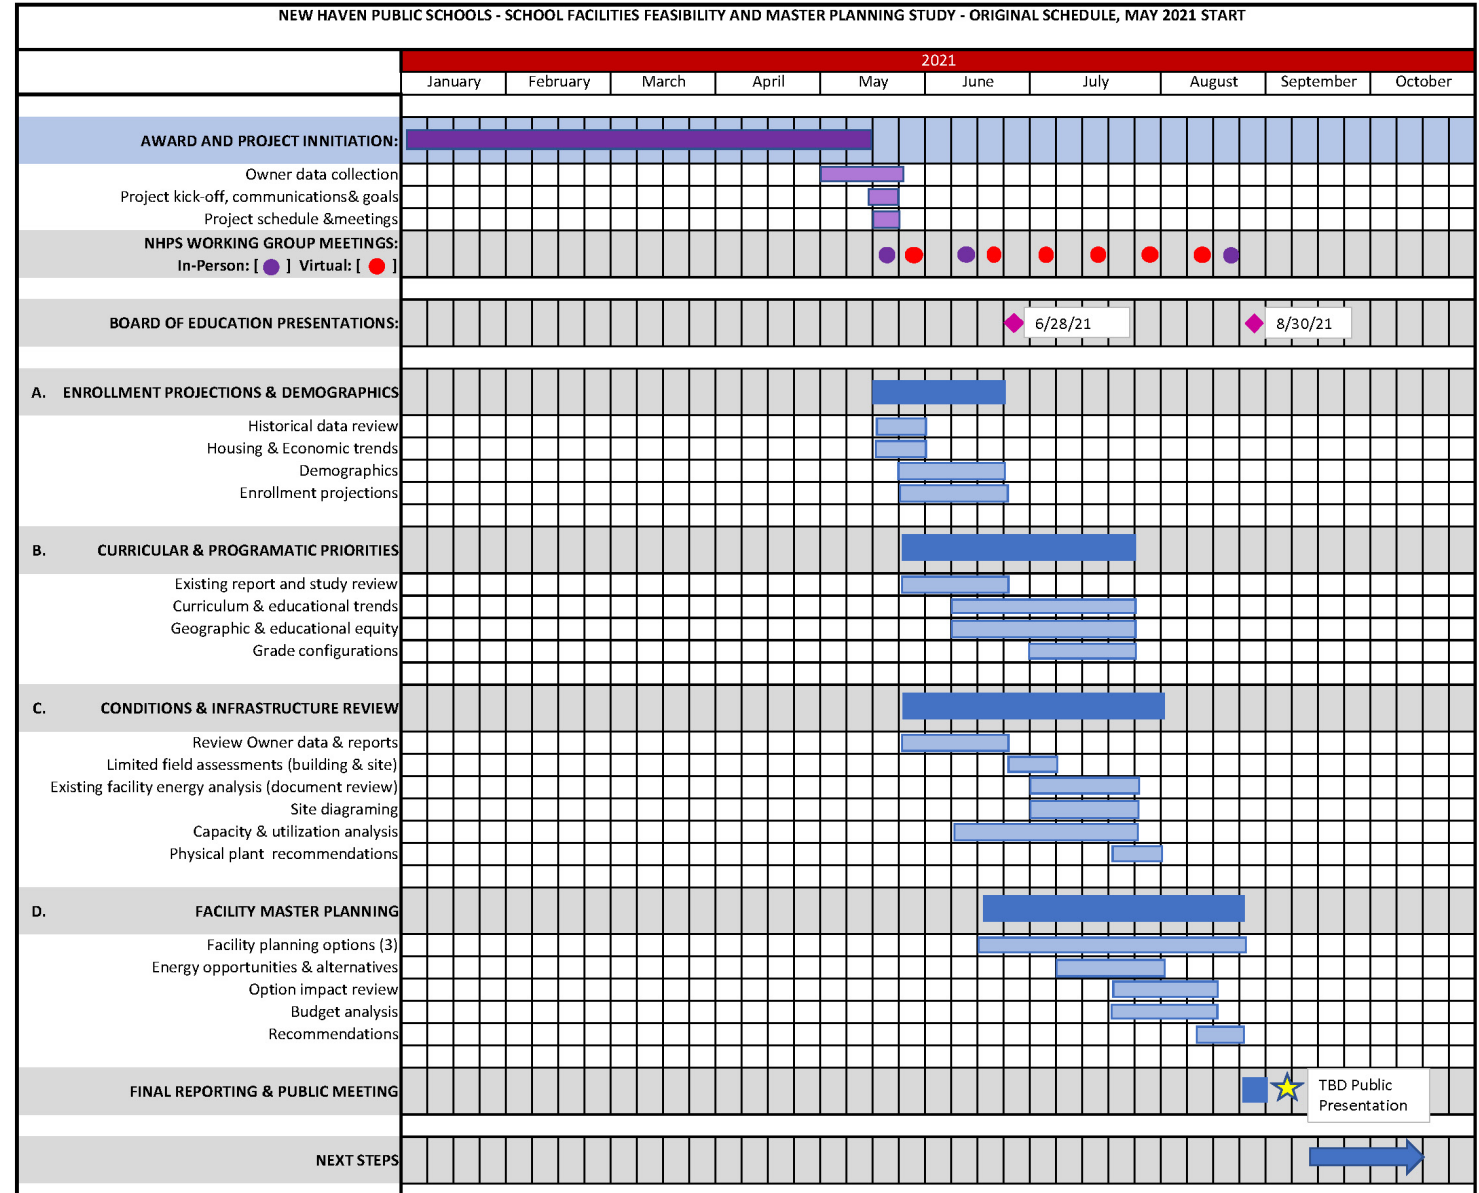 NEW HAVEN PUBLIC SCHOOLS - SCHOOL FACILITIES FEASIBILITY AND MASTER PLANNING STUDY - ORIGINAL SCHEDULE, MAY 2021 START
2021
January February March April May June July August September October
AWARD AND PROJECT INNITIATION:
Owner data collection
Project kick-off, communications& goals
Project schedule &meetings
NHPS WORKING GROUP MEETINGS:
In-Person: [ ] Virtual: [ ]
BOARD OF EDUCATION PRESENTATIONS: 6/28/21 8/30/21
A. ENROLLMENT PROJECTIONS & DEMOGRAPHICS
Historical data review
Housing & Economic trends
Demographics
Enrollment projections
B. CURRICULAR & PROGRAMATIC PRIORITIES
Existing report and study review
Curriculum & educational trends
Geographic & educational equity
Grade configurations
C. CONDITIONS & INFRASTRUCTURE REVIEW
Review Owner data & reports
Limited field assessments (building & site)
Existing facility energy analysis (document review)
Site diagraming
Capacity & utilization analysis
Physical plant recommendations
D. FACILITY MASTER PLANNING
Facility planning options (3)
Energy opportunities & alternatives
Option impact review
Budget analysis
Recommendations
FINAL REPORTING & PUBLIC MEETING
TBD Public
Presentation
NEXT STEPS